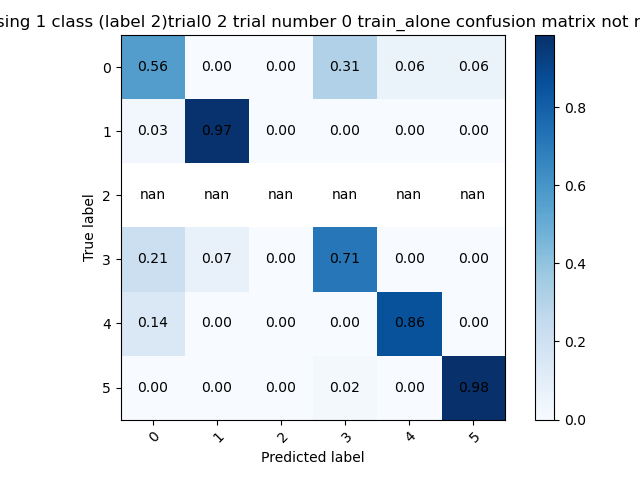 1 class (label 2)trial0 2 trial number 0 train_alone confusion matrix not
0 0.56 0.00 0.00 0.31 0.06 0.06
1 0.03 0.97 0.00 0.00 0.00 0.00
2 nan nan nan nan nan nan
3 0.21 0.07 0.00 0.71 0.00 0.00
4 0.14 0.00 0.00 0.00 0.86 0.00
5 0.00 0.00 0.00 0.02 0.00 0.98
0 1 2 3 4 5
True label
Predicted label
0.8
0.6
0.4
0.2
0.0